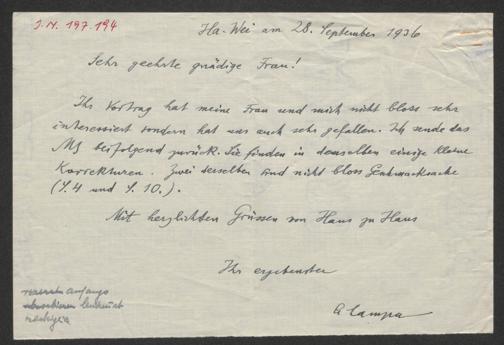 I.N. 197.194
Ha-Wei am 28. September 1936
Sehr geehrte gnädige Frau!
Ihr Vortrag hat meine Frau und mich nicht bloss sehr
interessiert sondern hat uns auch sehr gefallen. Ich sende das
MS beifolgend zurück. Sie finden in demselben einige kleine
Korrekturen. Zwei derselben sind nicht bloss Geschmacksache
(S. 4 und S. 10.).
Mit herzlichten Grüssen von Haus zu Haus
Ihr ergebenster
A Lampa
anfangs